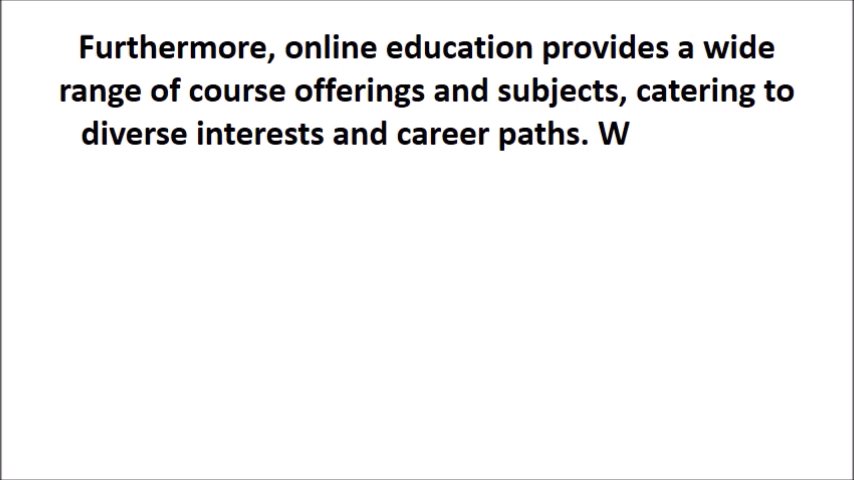 Furthermore, online education provides a wide
range of course offerings and subjects, catering to
diverse interests and career paths. W